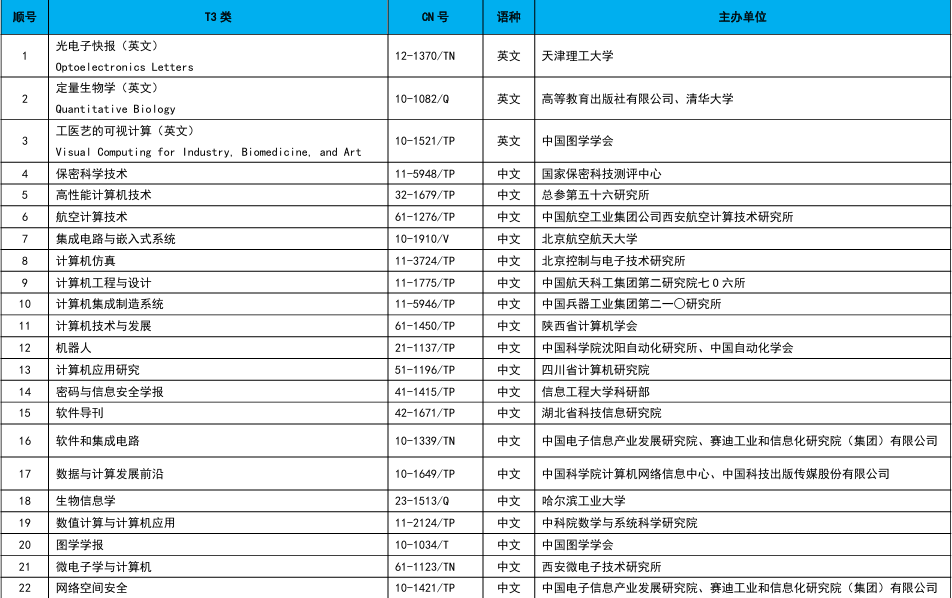 顺号 T3 类 CN 号 语种 主办单位
1 光电子快报（英文） 12-1370/TN 英文 天津理工大学
Optoelectronics Letters
2 定量生物学（英文） 10-1082/Q 英文 高等教育出版社有限公司、清华大学
Quantitative Biology
3 工医艺的可视计算（英文） 10-1521/TP 英文 中国图学学会
Visual Computing for Industry, Biomedicine, and Art
4 保密科学技术 11-5948/TP 中文 国家保密科技测评中心
5 高性能计算机技术 32-1679/TP 中文 总参第五十六研究所
6 航空计算技术 61-1276/TP 中文 中国航空工业集团公司西安航空计算技术研究所
7 集成电路与嵌入式系统 10-1910/V 中文 北京航空航天大学
8 计算机仿真 11-3724/TP 中文 北京控制与电子技术研究所
9 计算机工程与设计 11-1775/TP 中文 中国航天科工集团第二研究院七0六所
10 计算机集成制造系统 11-5946/TP 中文 中国兵器工业集团第二一〇研究所
11 计算机技术与发展 61-1450/TP 中文 陕西省计算机学会
12 机器人 21-1137/TP 中文 中国科学院沈阳自动化研究所、中国自动化学会
13 计算机应用研究 51-1196/TP 中文 四川省计算机研究院
14 密码与信息安全学报 41-1415/TP 中文 信息工程大学科研部
15 软件导刊 42-1671/TP 中文 湖北省科技信息研究院
16 软件和集成电路 10-1339/TN 中文 中国电子信息产业发展研究院、赛迪工业和信息化研究院（集团）有限公司
17 数据与计算发展前沿 10-1649/TP 中文 中国科学院计算机网络信息中心、中国科技出版传媒股份有限公司
18 生物信息学 23-1513/Q 中文 哈尔滨工业大学
19 数值计算与计算机应用 11-2124/TP 中文 中科院数学与系统科学研究院
20 图学学报 10-1034/T 中文 中国图学学会
21 微电子学与计算机 61-1123/TN 中文 西安微电子技术研究所
22 网络空间安全 10-1421/TP 中文 中国电子信息产业发展研究院、赛迪工业和信息化研究院（集团）有限公司